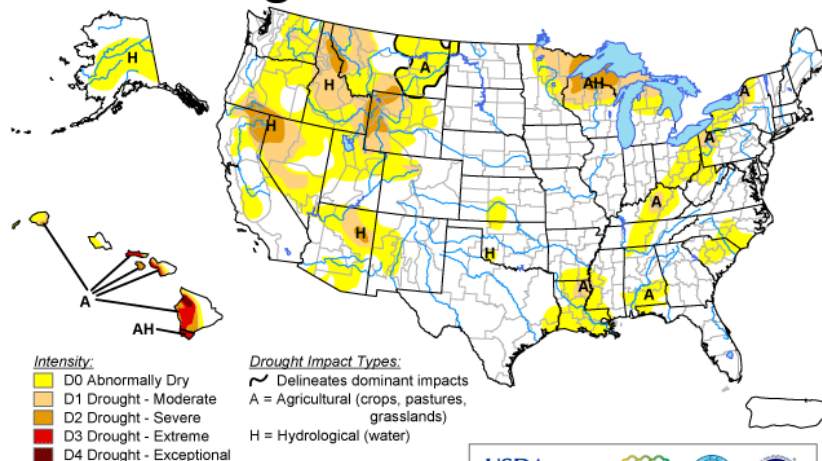 H
H
A
AH
A
H
A
A
H
H
A
A
A
A
AH
Intensity:
D0 Abnormally Dry
D1 Drought - Moderate
D2 Drought - Severe
D3 Drought - Extreme
D4 Drought - Exceptional
Drought Impact Types:
Delineates dominant impacts
A = Agricultural (crops, pastures,
grasslands)
H = Hydrological (water)
USDA